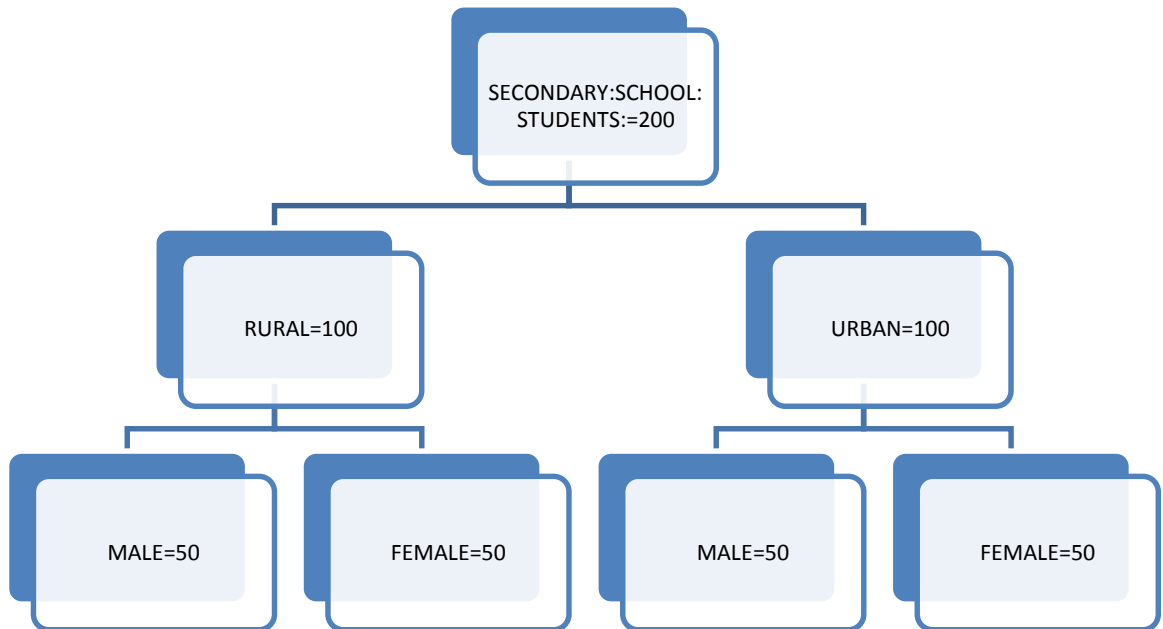 SECONDARY:SCHOOL:
STUDENTS:=200
RURAL=100
URBAN=100
MALE=50
FEMALE=50
MALE=50
FEMALE=50